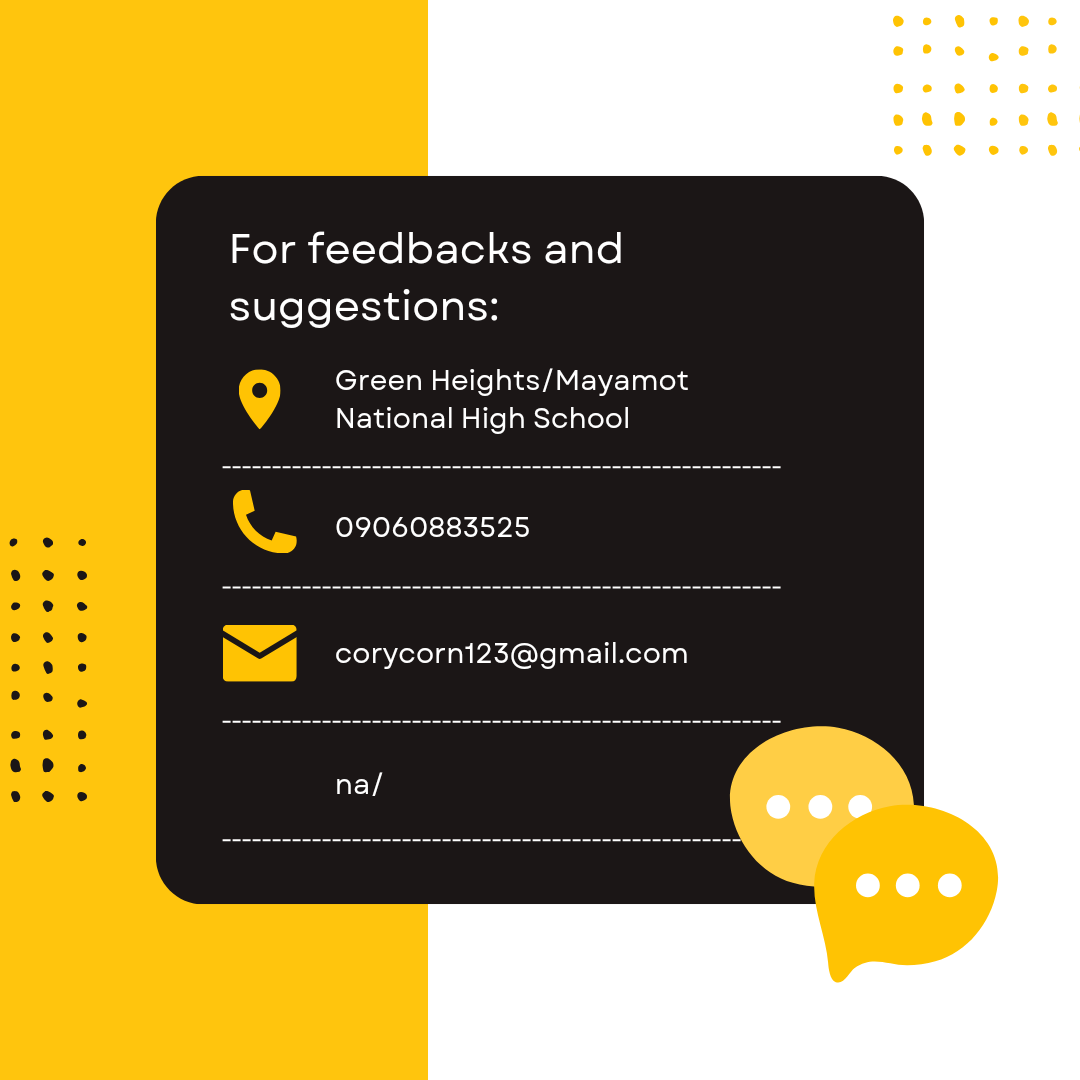 For feedbacks and
suggestions:
Green Heights/Mayamot
National High School
--------------------------------------------------------
09060883525
--------------------------------------------------------
corycorn123@gmail.com
--------------------------------------------------------
na/
----------------------------------------------------